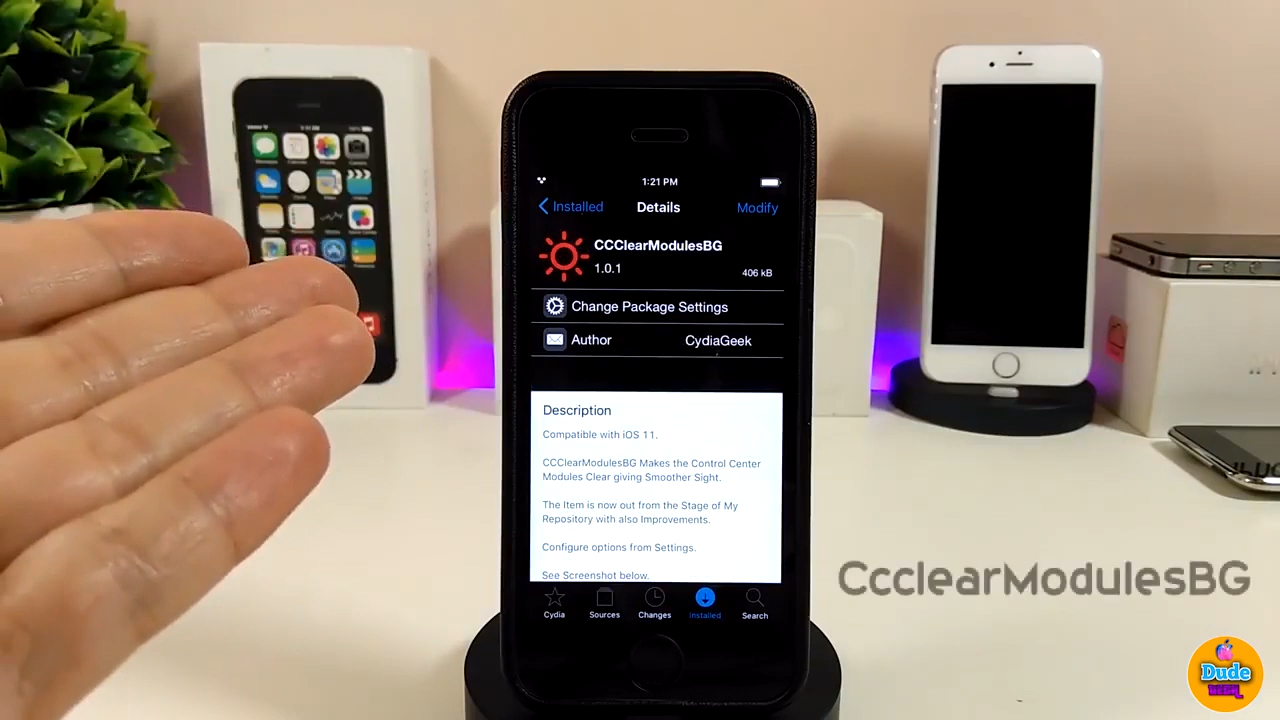 1:21 PM
Installed
Details
Modify
CCClearModulesBG
1.0.1
406 kB
Change Package Settings
Author
CydiaGeek
Description
Compatible with iOS 11.
CCClearModulesBG Makes the Control Center
Modules Clear giving Smoother Sight.
The Item is now out from the Stage of My
Repository with also Improvements.
Configure options from Settings.
See Screenshot below.
Cydia
Sources
Changes
Installed
Search
CcclearModulesBG
Dude